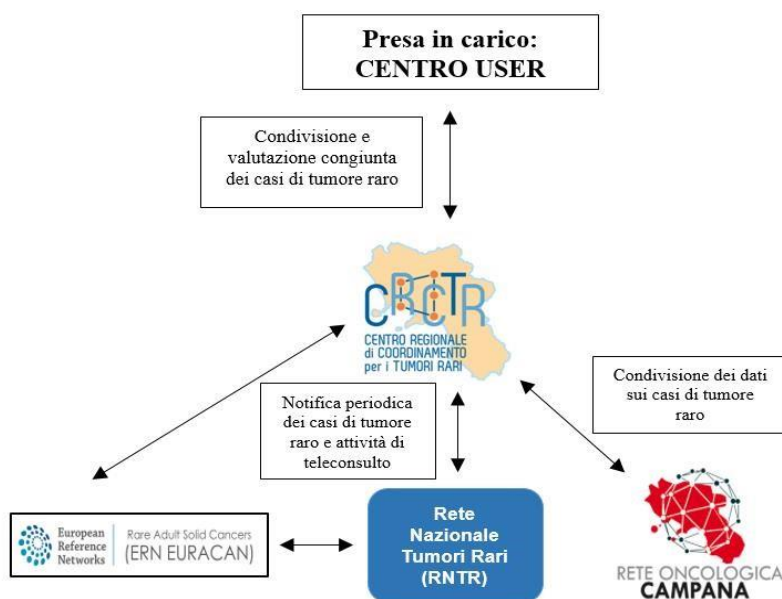 Presa in carico:
CENTRO USER
Condivisione e
valutazione congiunta
dei casi di tumore raro
CRCTR
CENTRO REGIONALE
di COORDINAMENTO
per i TUMORI RARI
Condivisione dei dati
sui casi di tumore
raro
Notifica periodica
dei casi di tumore
raro e attività di
teleconsulto
European
Reference
Networks
Rare Adult Solid Cancers
(ERN EURACAN)
Rete
Nazionale
Tumori Rari
(RNTR)
RETE ONCOLOGICA
CAMPANA